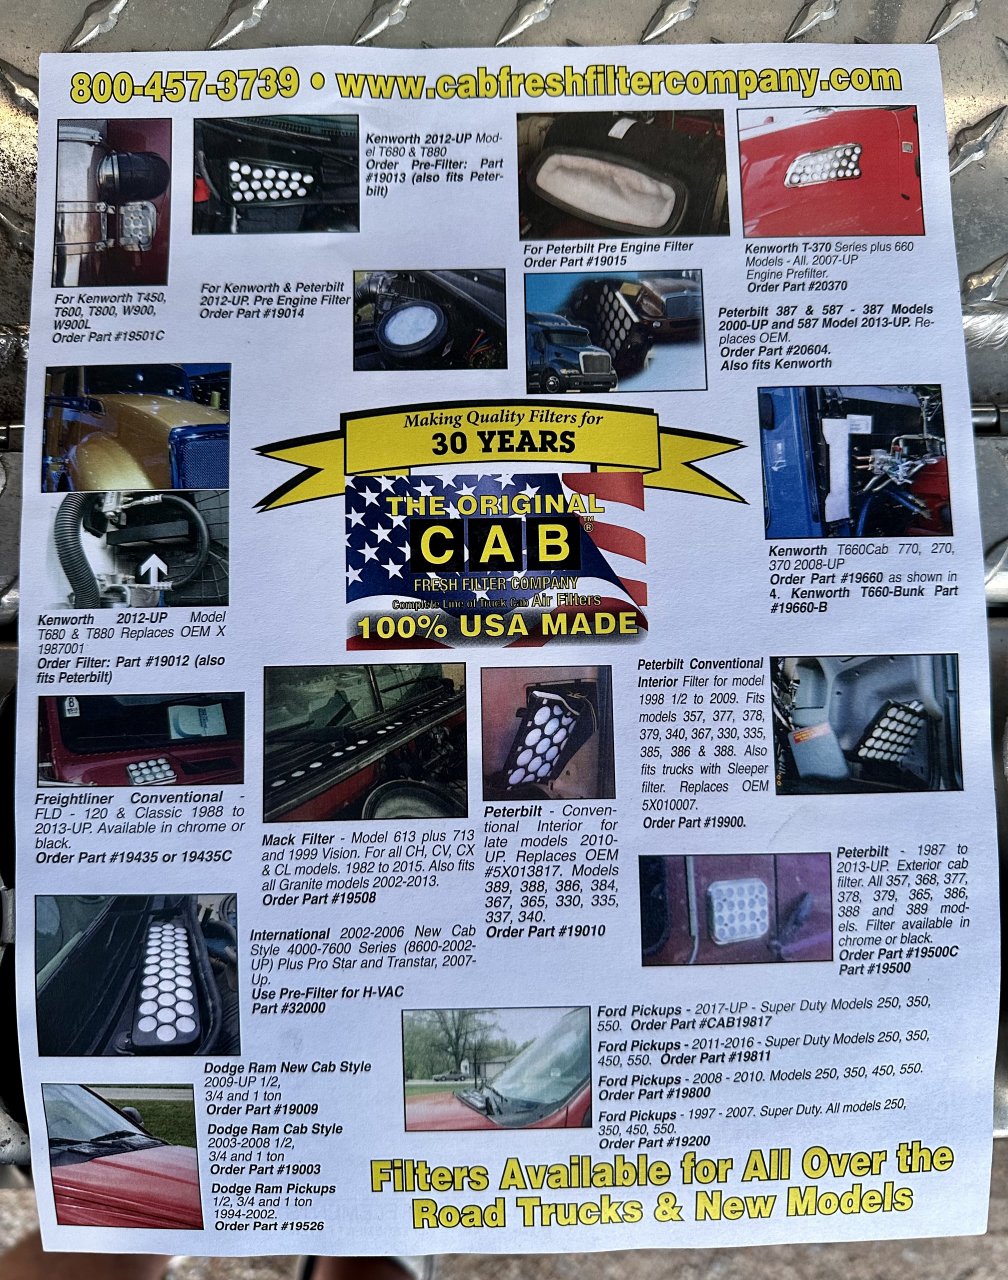 800-457-3739 • www.cabfreshfiltercompany.com
For Kenworth T450,
T600, T800, W900,
W900L
Order Part #19501C
Kenworth 2012-UP Mod-
el T680 & T880
Order Pre-Filter: Part
#19013 (also fits Peter-
bilt)
For Kenworth & Peterbilt
2012-UP. Pre Engine Filter
Order Part #19014
For Peterbilt Pre Engine Filter
Order Part #19015
Kenworth T-370 Series plus 660
Models - All. 2007-UP
Engine Prefilter.
Order Part #20370
Peterbilt 387 & 587 - 387 Models
2000-UP and 587 Model 2013-UP. Re-
places OEM.
Order Part #20604.
Also fits Kenworth
Making Quality Filters for
30 YEARS
THE ORIGINAL
CAB™®
FRESH FILTER COMPANY
Complete Line of Truck Cab Air Filters
100% USA MADE
Kenworth T660Cab 770, 270,
370 2008-UP
Order Part #19660 as shown in
4. Kenworth T660-Bunk Part
#19660-B
Kenworth 2012-UP Model
T680 & T880 Replaces OEM X
1987001
Order Filter: Part #19012 (also
fits Peterbilt)
Freightliner Conventional -
FLD - 120 & Classic 1988 to
2013-UP. Available in chrome or
black.
Order Part #19435 or 19435C
Mack Filter - Model 613 plus 713
and 1999 Vision. For all CH, CV, CX
& CL models. 1982 to 2015. Also fits
all Granite models 2002-2013.
Order Part #19508
Peterbilt - Conven-
tional Interior for
late models 2010-
UP. Replaces OEM
#5X013817. Models
389, 388, 386, 384,
367, 365, 330, 335,
337, 340.
Order Part #19010
Peterbilt Conventional
Interior Filter for model
1998 1/2 to 2009. Fits
models 357, 377, 378,
379, 340, 367, 330, 335,
385, 386 & 388. Also
fits trucks with Sleeper
filter. Replaces OEM
5X010007.
Order Part #19900.
Peterbilt - 1987 to
2013-UP. Exterior cab
filter. All 357, 368, 377,
378, 379, 365, 386,
388 and 389 mod-
els. Filter available in
chrome or black.
Order Part #19500C
Part #19500
International 2002-2006 New Cab
Style 4000-7600 Series (8600-2002-
UP) Plus Pro Star and Transtar, 2007-
Up.
Use Pre-Filter for H-VAC
Part #32000
Dodge Ram New Cab Style
2009-UP 1/2,
3/4 and 1 ton
Order Part #19009
Dodge Ram Cab Style
2003-2008 1/2,
3/4 and 1 ton
Order Part #19003
Dodge Ram Pickups
1/2, 3/4 and 1 ton
1994-2002.
Order Part #19526
Ford Pickups - 2017-UP - Super Duty Models 250, 350,
550. Order Part #CAB19817
Ford Pickups - 2011-2016 - Super Duty Models 250, 350,
450, 550. Order Part #19811
Ford Pickups - 2008 - 2010. Models 250, 350, 450, 550.
Order Part #19800
Ford Pickups - 1997 - 2007. Super Duty. All models 250,
350, 450, 550.
Order Part #19200
Filters Available for All Over the
Road Trucks & New Models